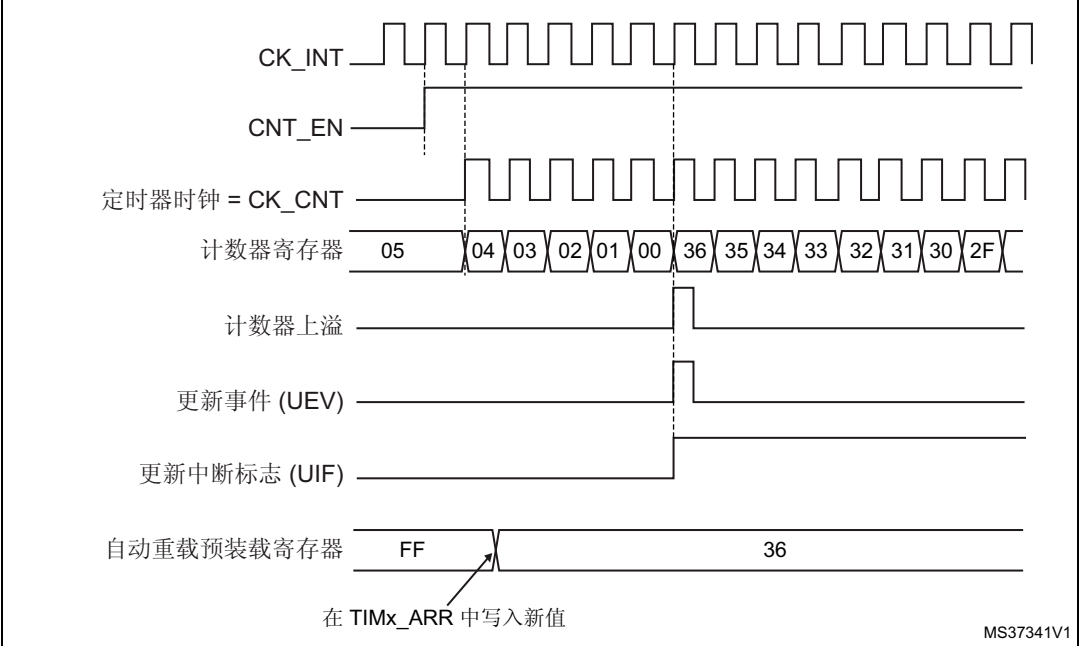 CK_INT
CNT_EN
定时器时钟 = CK_CNT
计数器寄存器 05 04 03 02 01 00 36 35 34 33 32 31 30 2F
计数器上溢
更新事件 (UEV)
更新中断标志 (UIF)
自动重载预装载寄存器 FF 36
在 TIMx_ARR 中写入新值
MS37341V1